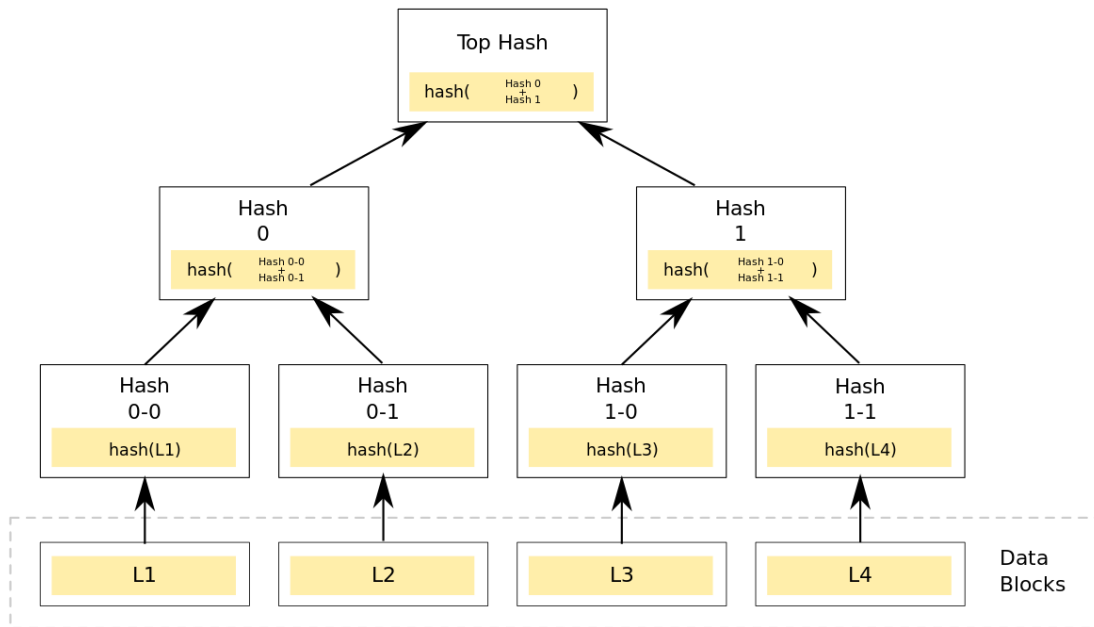 Top Hash
hash( Hash 0 + Hash 1 )
Hash
0
hash( Hash 0-0 + Hash 0-1 )
Hash
1
hash( Hash 1-0 + Hash 1-1 )
Hash
0-0
hash(L1)
Hash
0-1
hash(L2)
Hash
1-0
hash(L3)
Hash
1-1
hash(L4)
L1
L2
L3
L4
Data
Blocks